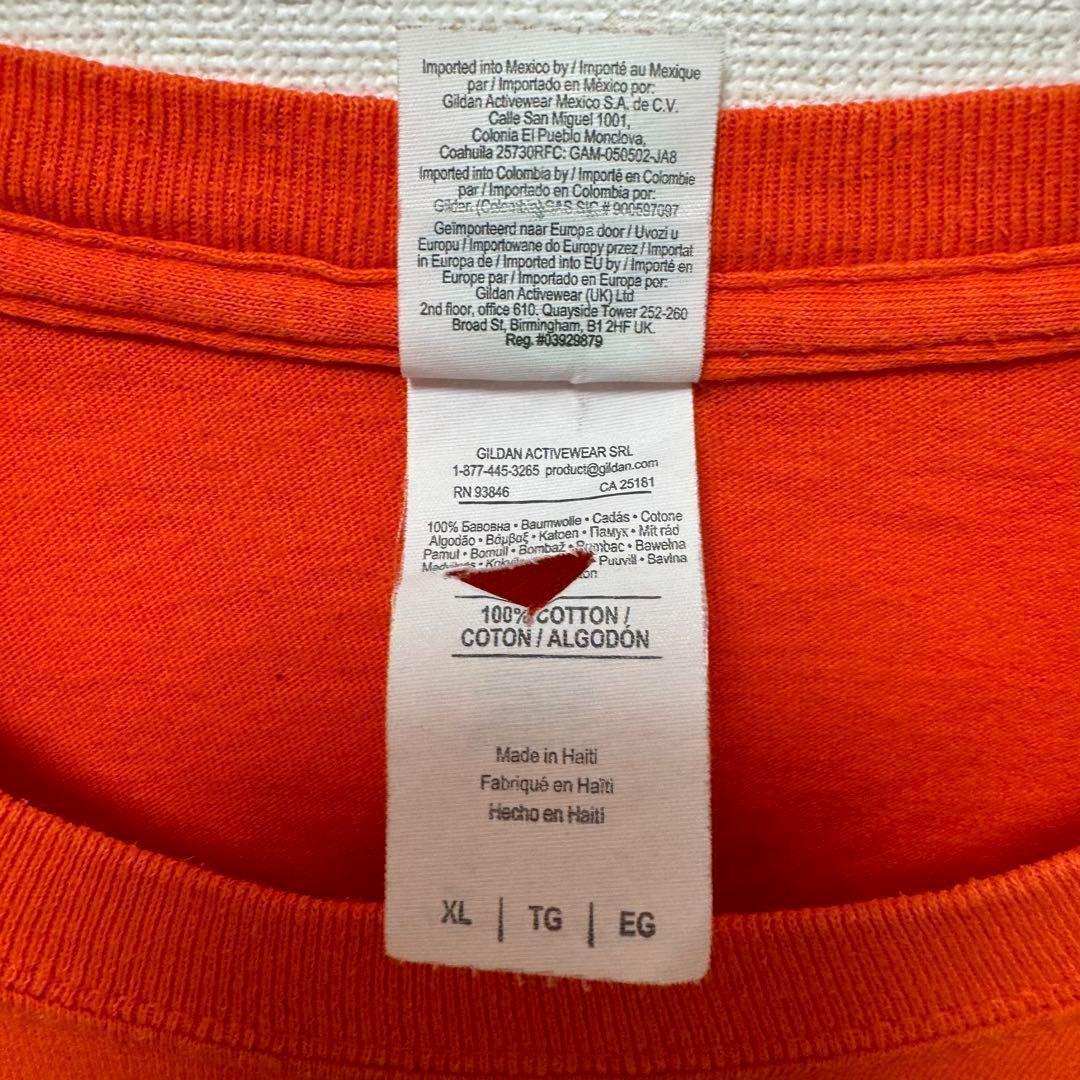 Imported into Mexico by / Importé au Mexique
par / Importado en México por:
Gildan Activewear Mexico S.A. de C.V.
Calle San Miguel 1001,
Colonia El Pueblo Monclova,
Coahuila 25730RFC: GAM-050502-JA8
Imported into Colombia by / Importé en Colombie
par / Importado en Colombia por:
Gildan (Colombia) SAS SIC # 900597097
Geïmporteerd naar Europa door / Uvozi u
Europu / Importowane do Europy przez / Importat
in Europa de / Imported into EU by / Importé en
Europe par / Importado en Europa por:
Gildan Activewear (UK) Ltd
2nd floor, office 610. Quayside Tower 252-260
Broad St, Birmingham, B1 2HF UK.
Reg. #03929879
GILDAN ACTIVEWEAR SRL
1-877-445-3265 product@gildan.com
RN 93846 CA 25181
100% Бавовна • Baumwolle • Cadás • Cotone
Algodão • Βάμβαξ • Katoen • Памук • Mit rád
Pamut • Bomull • Bombaž • Bumbac • Bawełna
Puuvill • Bavlna
100% COTTON /
COTON / ALGODÓN
Made in Haiti
Fabriqué en Haïti
Hecho en Haití
XL | TG | EG